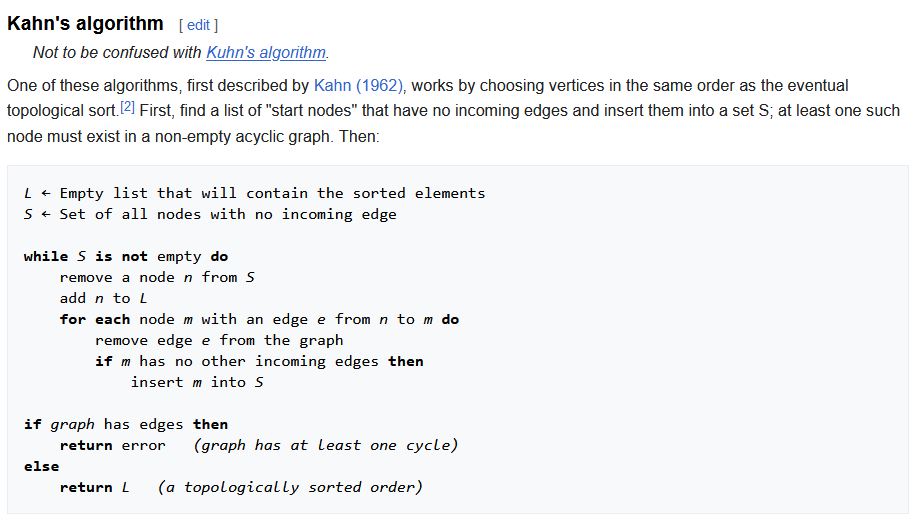 Kahn's algorithm [ edit ]
Not to be confused with Kuhn's algorithm.
One of these algorithms, first described by Kahn (1962), works by choosing vertices in the same order as the eventual
topological sort.[2] First, find a list of "start nodes" that have no incoming edges and insert them into a set S; at least one such
node must exist in a non-empty acyclic graph. Then:
L ← Empty list that will contain the sorted elements
S ← Set of all nodes with no incoming edge
while S is not empty do
    remove a node n from S
    add n to L
    for each node m with an edge e from n to m do
        remove edge e from the graph
        if m has no other incoming edges then
            insert m into S
if graph has edges then
    return error   (graph has at least one cycle)
else
    return L   (a topologically sorted order)